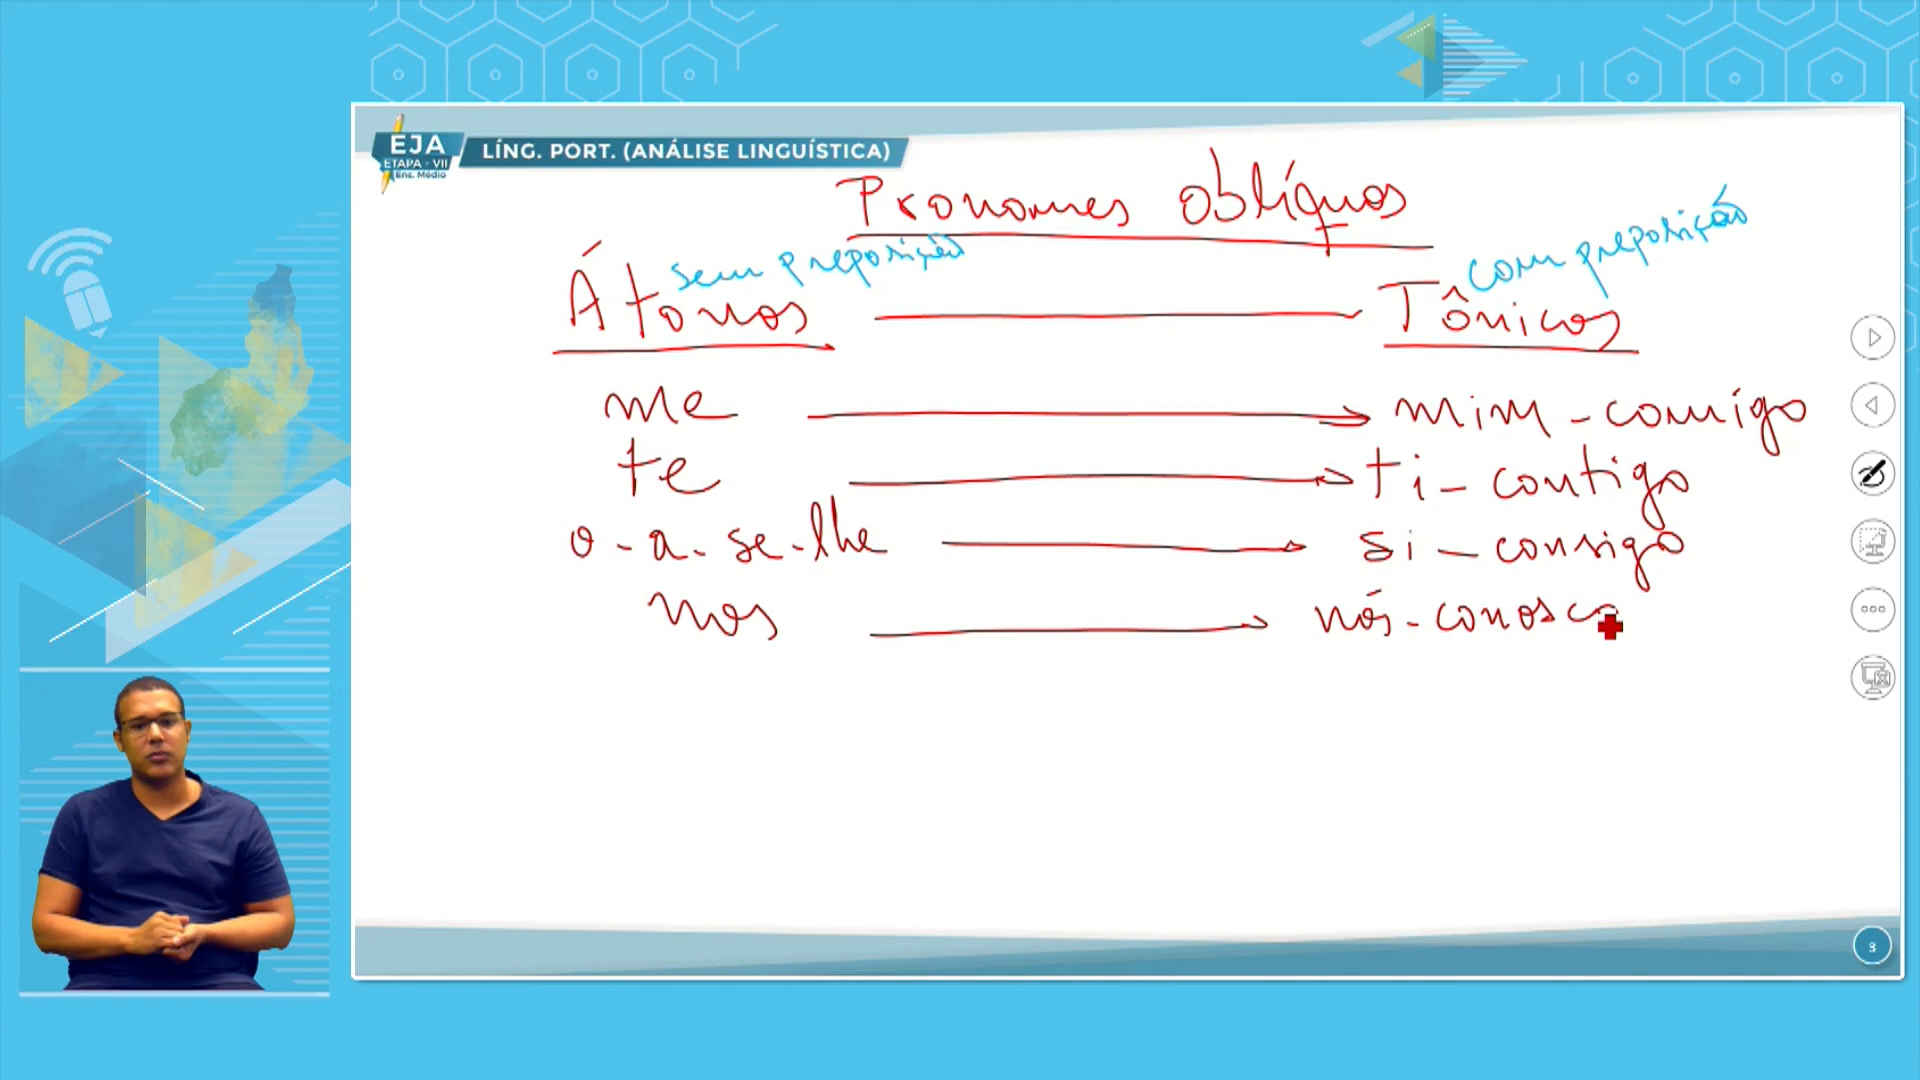 EJA
ETAPA - VII
Ens. Médio
LÍNG. PORT. (ANÁLISE LINGUÍSTICA)
Pronomes oblíquos
sem preposição
com preposição
Átonos Tônicos
me mim - comigo
te ti - contigo
o - a - se - lhe si - consigo
nos nós - conosco
3